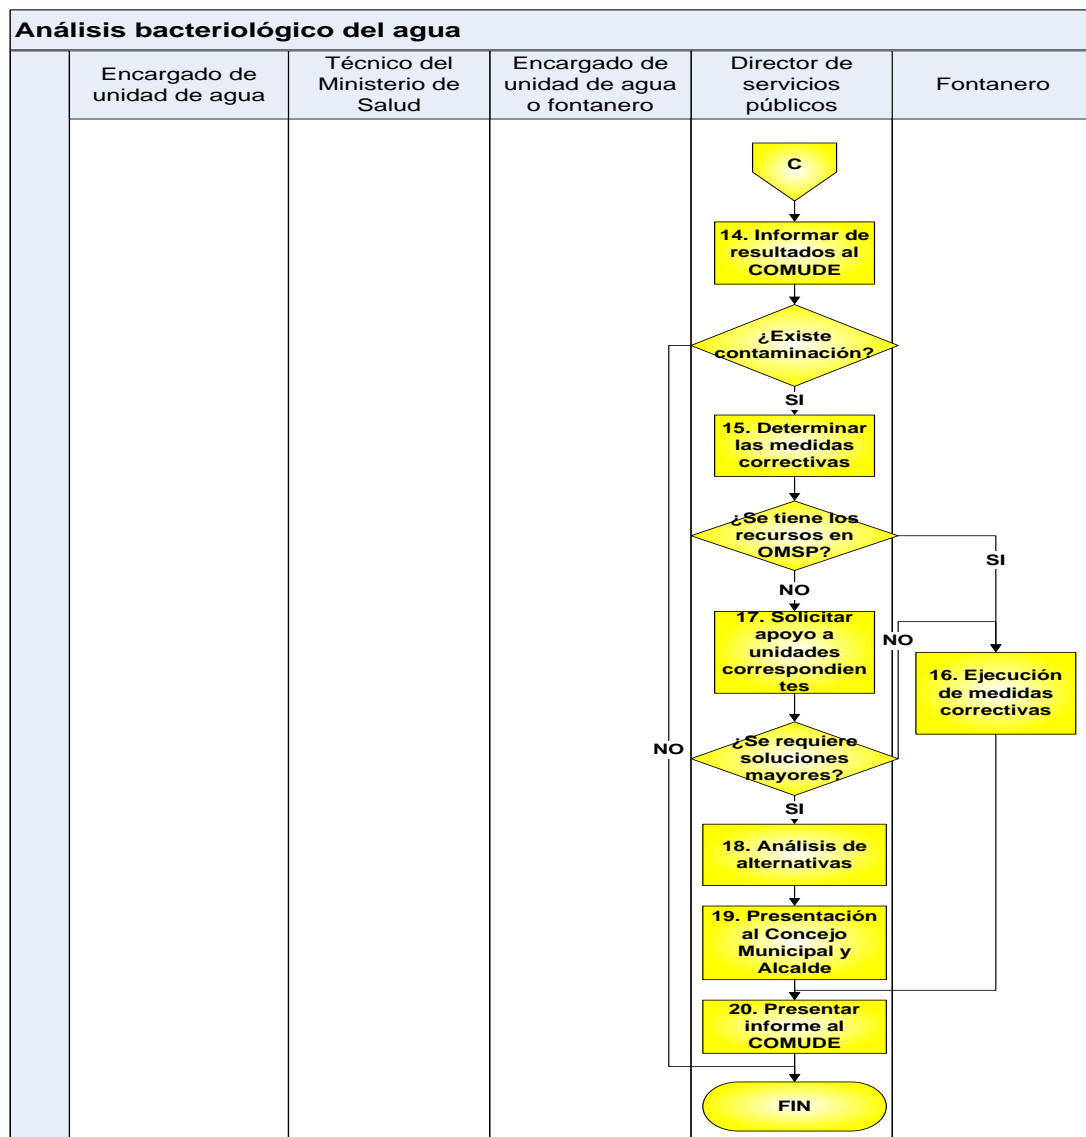 Análisis bacteriológico del agua
Encargado de
unidad de agua
Técnico del
Ministerio de
Salud
Encargado de
unidad de agua
o fontanero
Director de
servicios
públicos
Fontanero
C
14. Informar de
resultados al
COMUDE
¿Existe
contaminación?
SI
15. Determinar
las medidas
correctivas
¿Se tiene los
recursos en
OMSP?
SI
NO
17. Solicitar
apoyo a
unidades
correspondien
tes
NO
16. Ejecución
de medidas
correctivas
¿Se requiere
soluciones
mayores?
NO
SI
18. Análisis de
alternativas
19. Presentación
al Concejo
Municipal y
Alcalde
20. Presentar
informe al
COMUDE
FIN